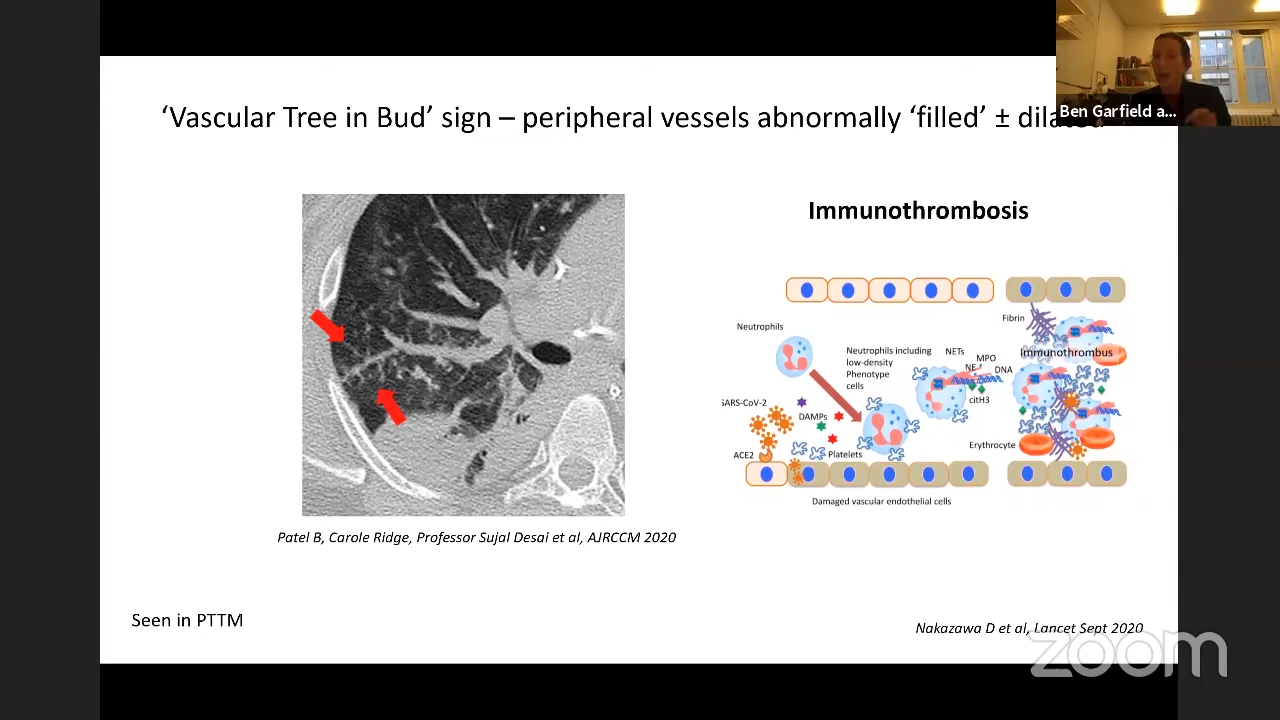 ‘Vascular Tree in Bud’ sign – peripheral vessels abnormally ‘filled’ ±
Ben Garfield a...
Immunothrombosis
Neutrophils
Neutrophils including
low-density
Phenotype
cells
NETs
MPO
NE
DNA
citH3
Fibrin
Immunothrombus
SARS-CoV-2
DAMPs
ACE2
Platelets
Erythrocyte
Damaged vascular endothelial cells
Patel B, Carole Ridge, Professor Sujal Desai et al, AJRCCM 2020
Seen in PTTM
Nakazawa D et al, Lancet Sept 2020
zoom